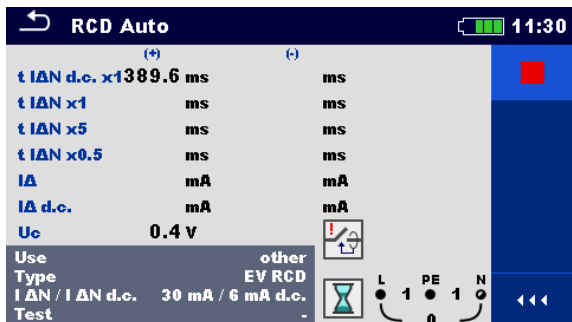 RCD Auto 11:30
(+) (-)
t IΔN d.c. x1 389.6 ms ms
t IΔN x1 ms ms
t IΔN x5 ms ms
t IΔN x0.5 ms ms
IΔ mA mA
IΔ d.c. mA mA
Uc 0.4 V
Use other
Type EV RCD
I ΔN / I ΔN d.c. 30 mA / 6 mA d.c.
Test -
L PE N
1 1
0